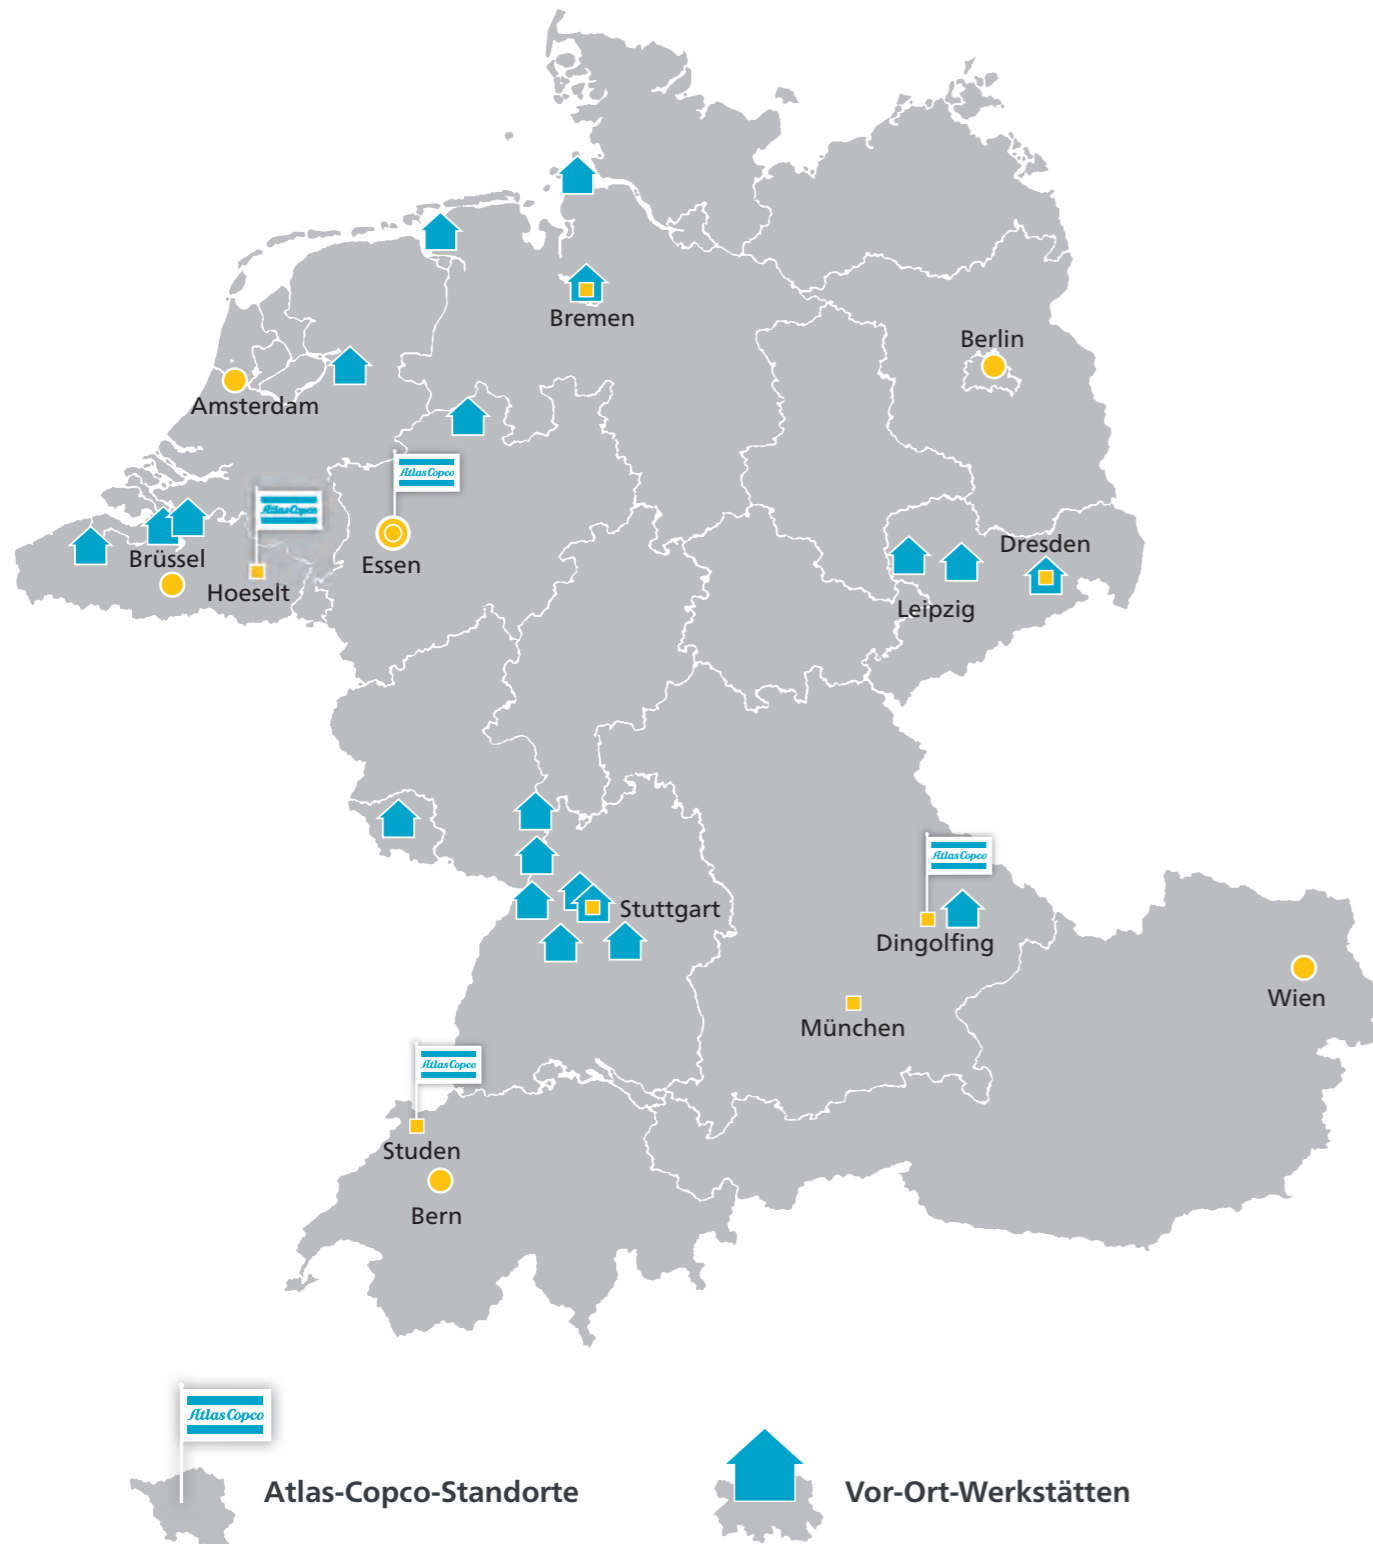 Bremen
Berlin
Amsterdam
Atlas Copco
Atlas Copco
Essen
Dresden
Brüssel
Hoeselt
Leipzig
Atlas Copco
Stuttgart
Dingolfing
Wien
München
Atlas Copco
Studen
Bern
Atlas Copco
Atlas-Copco-Standorte
Vor-Ort-Werkstätten